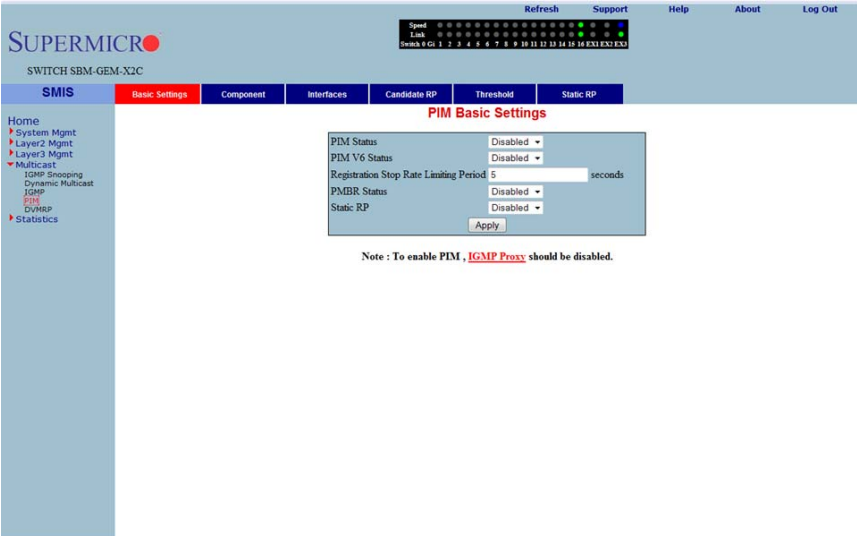 Refresh Support Help About Log Out
SUPERMICRO
Speed
Link
Switch 0 Gi 1 2 3 4 5 6 7 8 9 10 11 12 13 14 15 16 EX1 EX2 EX3
SWITCH SBM-GEM-X2C
SMIS
Basic Settings Component Interfaces Candidate RP Threshold Static RP
Home
System Mgmt
Layer2 Mgmt
Layer3 Mgmt
Multicast
IGMP Snooping
Dynamic Multicast
IGMP
PIM
DVMRP
Statistics
PIM Basic Settings
PIM Status Disabled
PIM V6 Status Disabled
Registration Stop Rate Limiting Period 5 seconds
PMBR Status Disabled
Static RP Disabled
Apply
Note : To enable PIM , IGMP Proxy should be disabled.